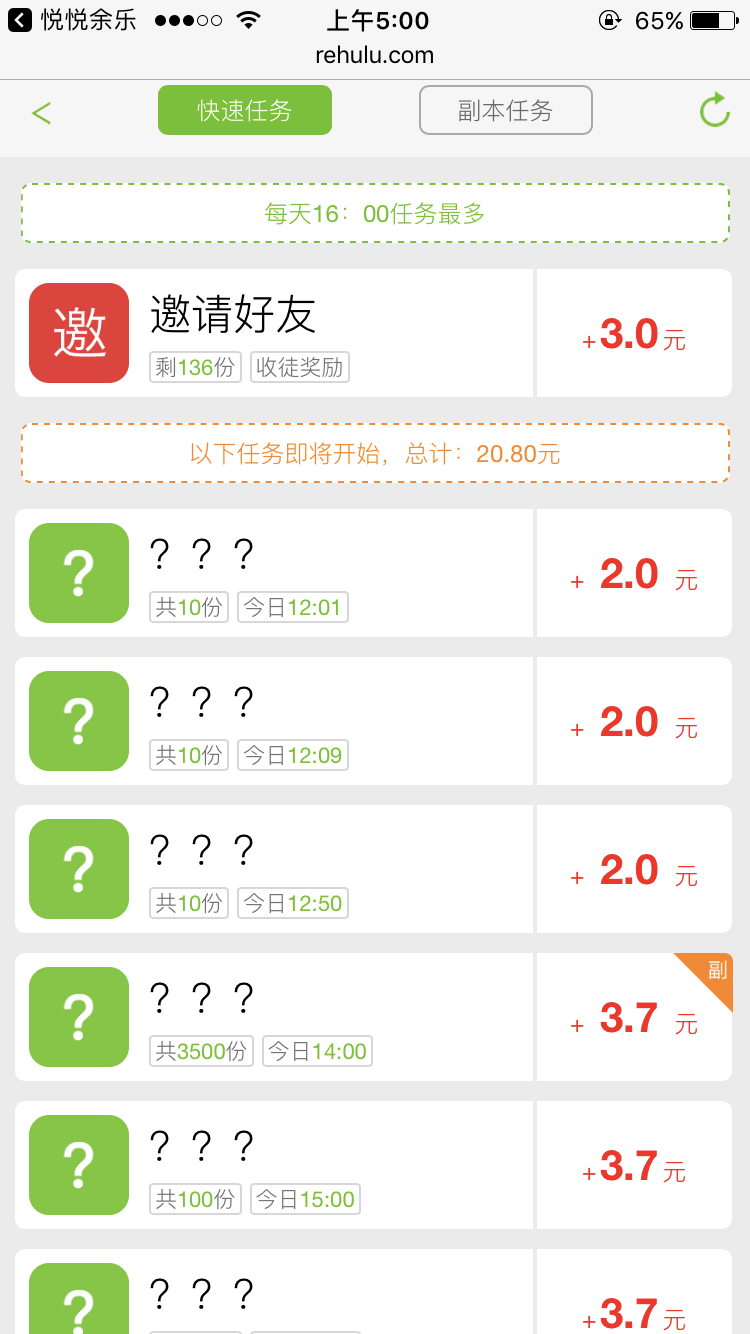 悦悦余乐 上午5:00 65%
rehulu.com
< 快速任务 副本任务
每天16：00任务最多
邀 邀请好友 +3.0元
剩136份 收徒奖励
以下任务即将开始，总计：20.80元
? ？？？ + 2.0 元
共10份 今日12:01
? ？？？ + 2.0 元
共10份 今日12:09
? ？？？ + 2.0 元
共10份 今日12:50
副
? ？？？ + 3.7 元
共3500份 今日14:00
? ？？？ +3.7元
共100份 今日15:00
? ？？？ +3.7元